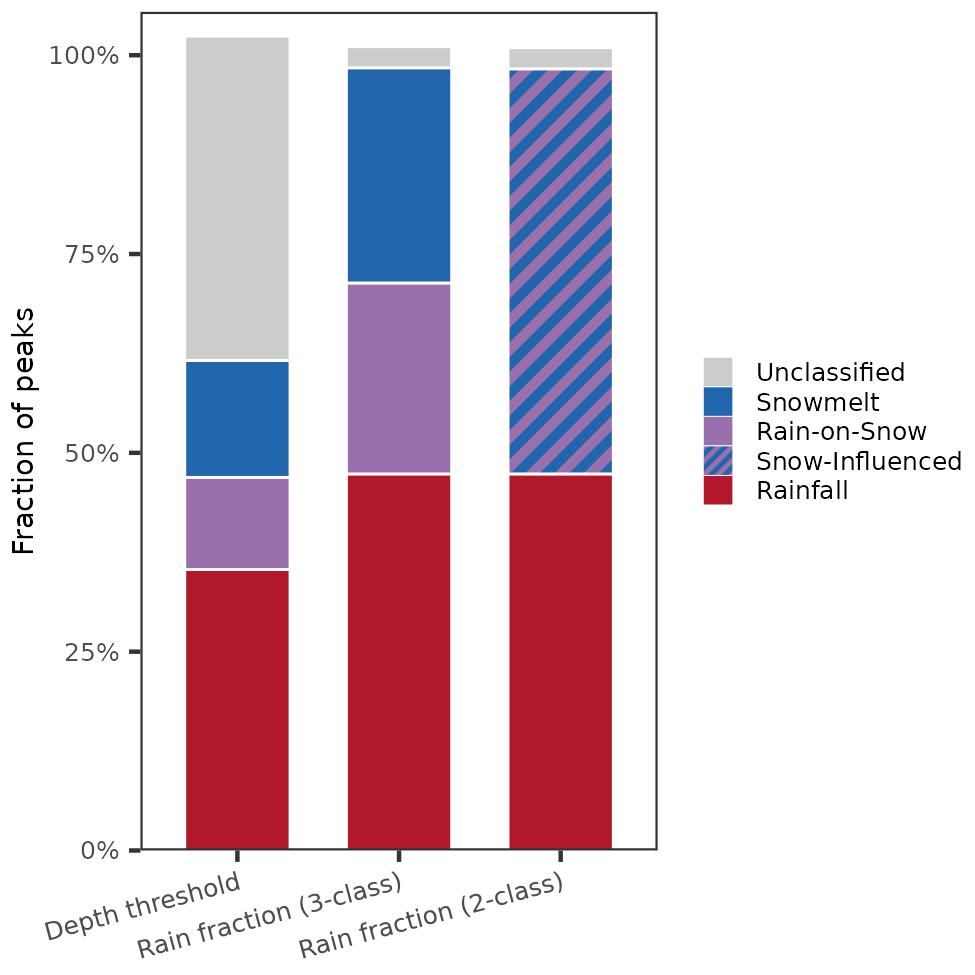 Fraction of peaks
100%
75%
50%
25%
0%
Depth threshold
Rain fraction (3-class)
Rain fraction (2-class)
Unclassified
Snowmelt
Rain-on-Snow
Snow-Influenced
Rainfall